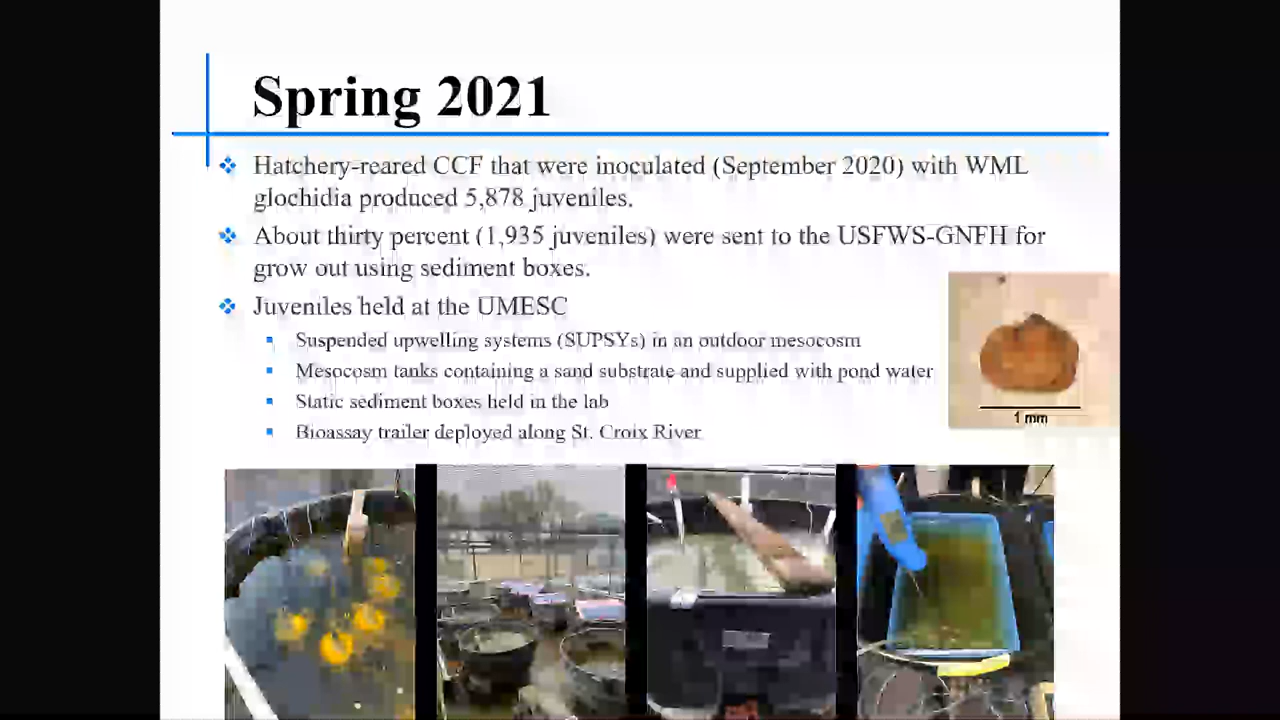 Spring 2021
Hatchery-reared CCF that were inoculated (September 2020) with WML
glochidia produced 5,878 juveniles.
About thirty percent (1,935 juveniles) were sent to the USFWS-GNFH for
grow out using sediment boxes.
Juveniles held at the UMESC
Suspended upwelling systems (SUPSYs) in an outdoor mesocosm
Mesocosm tanks containing a sand substrate and supplied with pond water
Static sediment boxes held in the lab
Bioassay trailer deployed along St. Croix River
1 mm